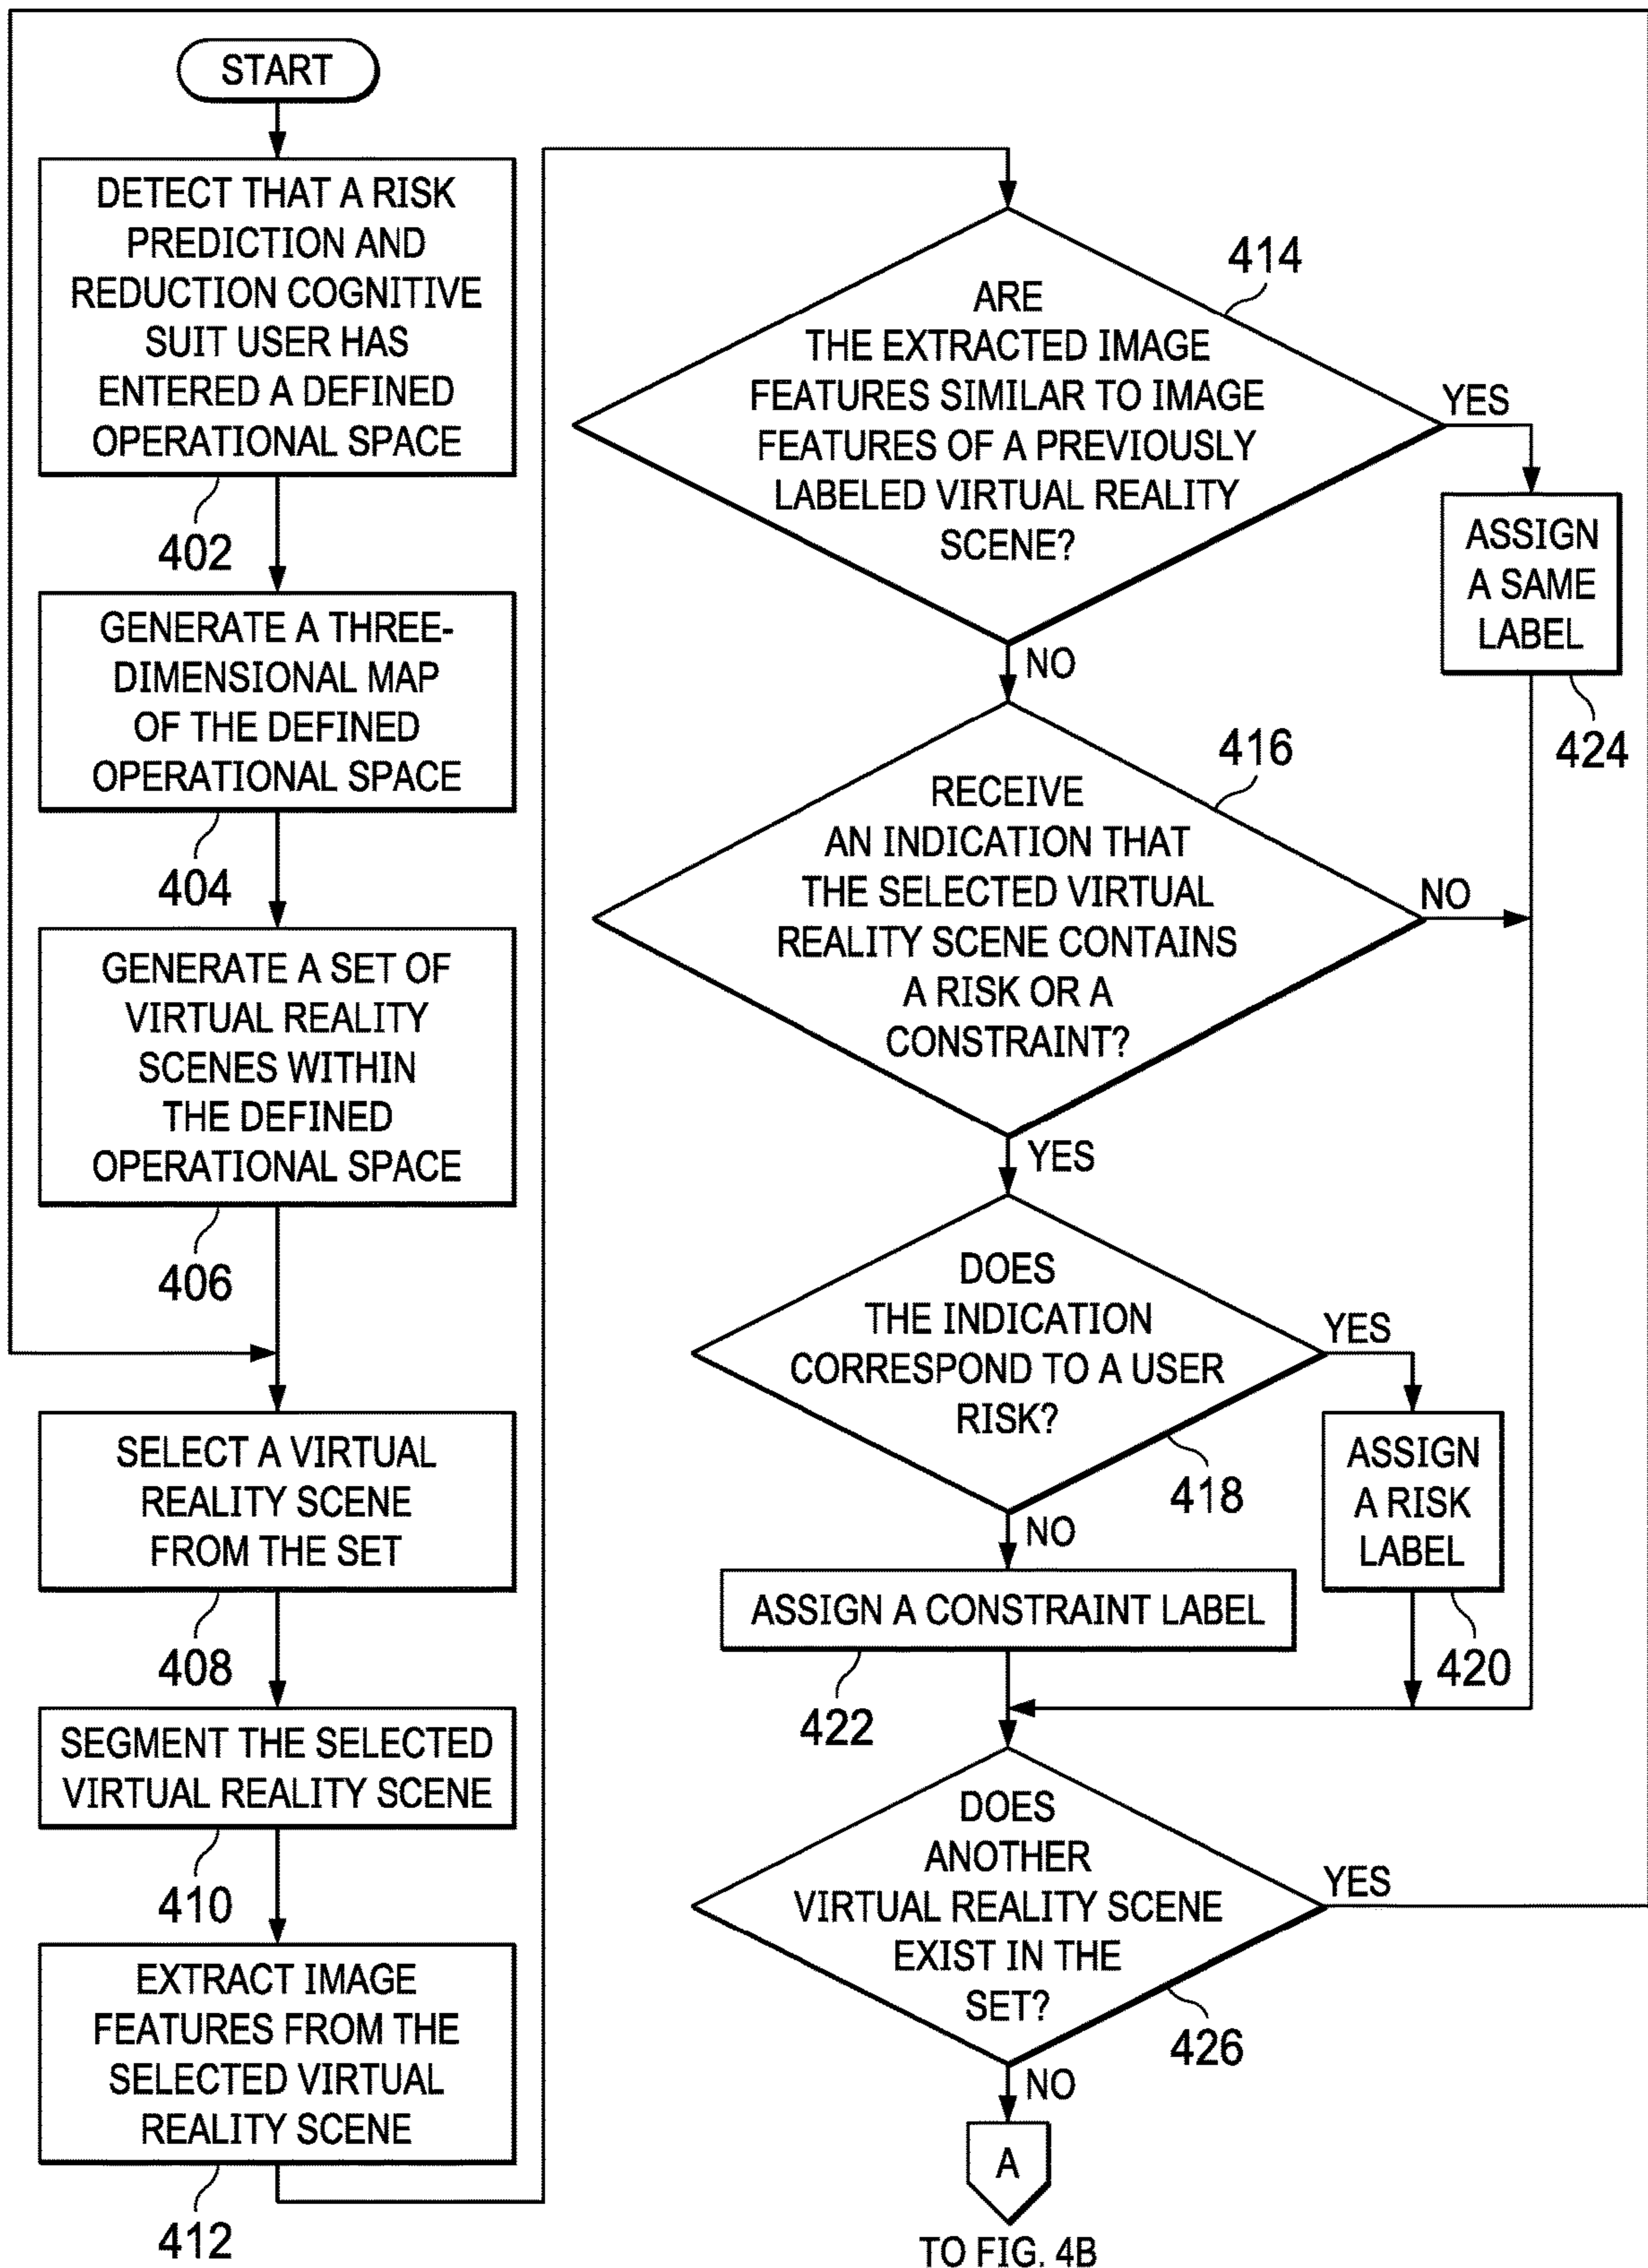 START
DETECT THAT A RISK
PREDICTION AND
REDUCTION COGNITIVE
SUIT USER HAS
ENTERED A DEFINED
OPERATIONAL SPACE
402
GENERATE A THREE-
DIMENSIONAL MAP
OF THE DEFINED
OPERATIONAL SPACE
404
GENERATE A SET OF
VIRTUAL REALITY
SCENES WITHIN
THE DEFINED
OPERATIONAL SPACE
406
SELECT A VIRTUAL
REALITY SCENE
FROM THE SET
408
SEGMENT THE SELECTED
VIRTUAL REALITY SCENE
410
EXTRACT IMAGE
FEATURES FROM THE
SELECTED VIRTUAL
REALITY SCENE
412
414
ARE
THE EXTRACTED IMAGE
FEATURES SIMILAR TO IMAGE
FEATURES OF A PREVIOUSLY
LABELED VIRTUAL REALITY
SCENE?
YES
ASSIGN
A SAME
LABEL
424
NO
416
RECEIVE
AN INDICATION THAT
THE SELECTED VIRTUAL
REALITY SCENE CONTAINS
A RISK OR A
CONSTRAINT?
NO
YES
DOES
THE INDICATION
CORRESPOND TO A USER
RISK?
418
YES
ASSIGN
A RISK
LABEL
420
NO
ASSIGN A CONSTRAINT LABEL
422
DOES
ANOTHER
VIRTUAL REALITY SCENE
EXIST IN THE
SET?
426
YES
NO
A
TO FIG. 4B